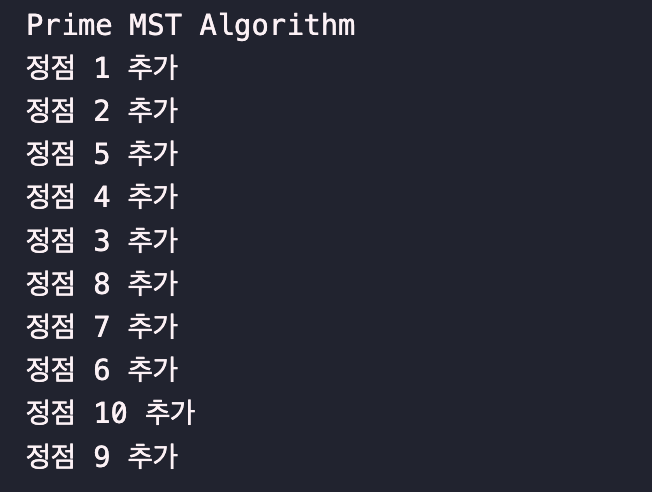 Prime MST Algorithm
정점 1 추가
정점 2 추가
정점 5 추가
정점 4 추가
정점 3 추가
정점 8 추가
정점 7 추가
정점 6 추가
정점 10 추가
정점 9 추가